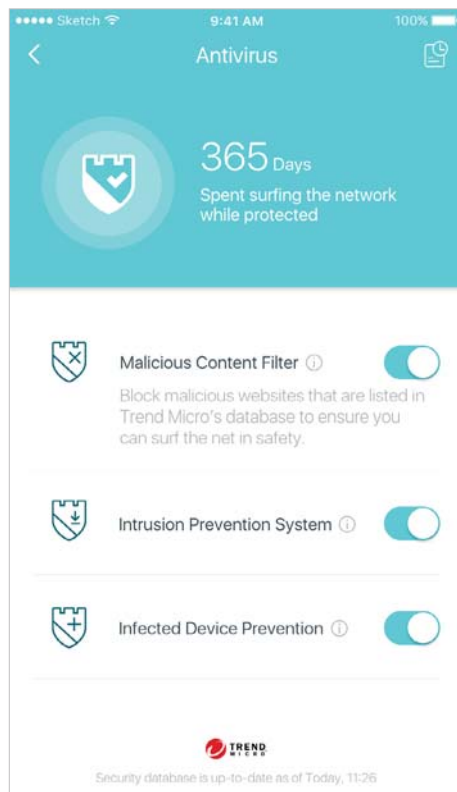 Sketch
9:41 AM
100%
Antivirus
365 Days
Spent surfing the network
while protected
Malicious Content Filter
Block malicious websites that are listed in
Trend Micro's database to ensure you
can surf the net in safety.
Intrusion Prevention System
Infected Device Prevention
TREND
MICRO
Security database is up-to-date as of Today, 11:26